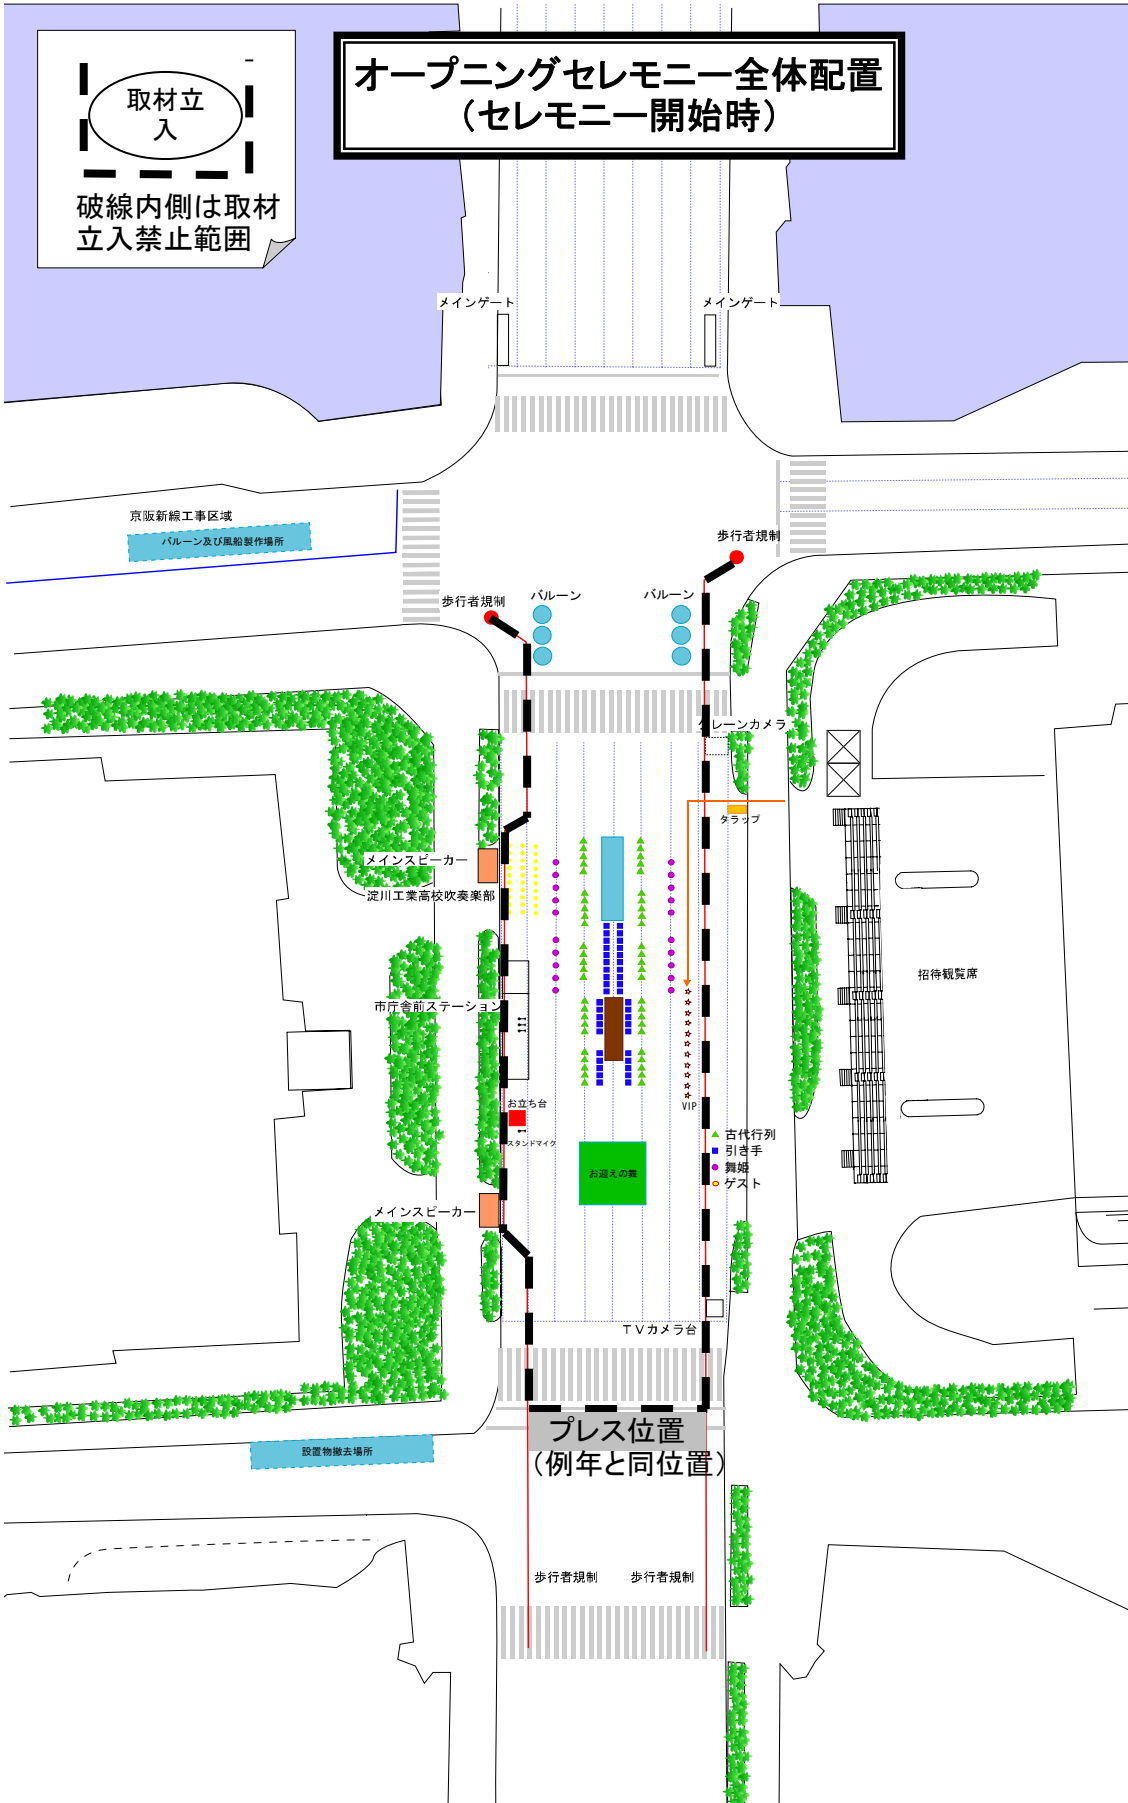 オープニングセレモニー全体配置
（セレモニー開始時）
取材立
入
破線内側は取材
立入禁止範囲
メインゲート
メインゲート
京阪新線工事区域
バルーン及び風船製作場所
歩行者規制
歩行者規制
バルーン
バルーン
クレーンカメラ
タラップ
メインスピーカー
淀川工業高校吹奏楽部
招待観覧席
市庁舎前ステーション
お立ち台
スタンドマイク
VIP
古代行列
引き手
舞姫
ゲスト
お迎えの舞
メインスピーカー
ＴＶカメラ台
プレス位置
（例年と同位置）
設置物撤去場所
歩行者規制
歩行者規制